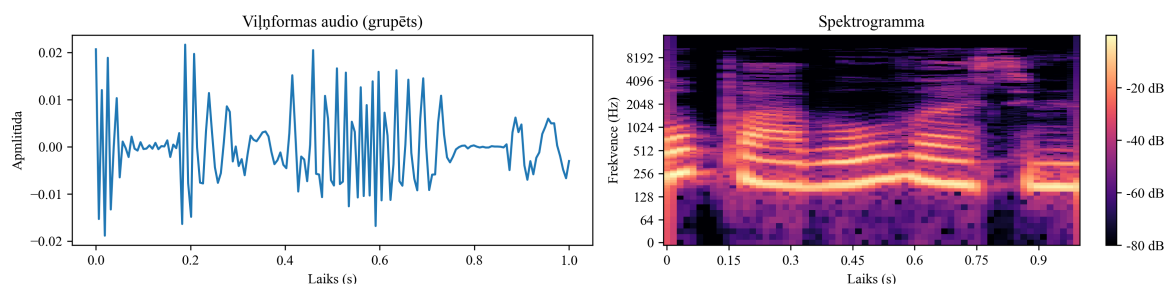 Viļņformas audio (grupēts)
Apmlitūda
0.02
0.01
0.00
−0.01
−0.02
0.0 0.2 0.4 0.6 0.8 1.0
Laiks (s)
Spektrogramma
Frekvence (Hz)
8192
4096
2048
1024
512
256
128
64
0
0 0.15 0.3 0.45 0.6 0.75 0.9
Laiks (s)
-20 dB
-40 dB
-60 dB
-80 dB